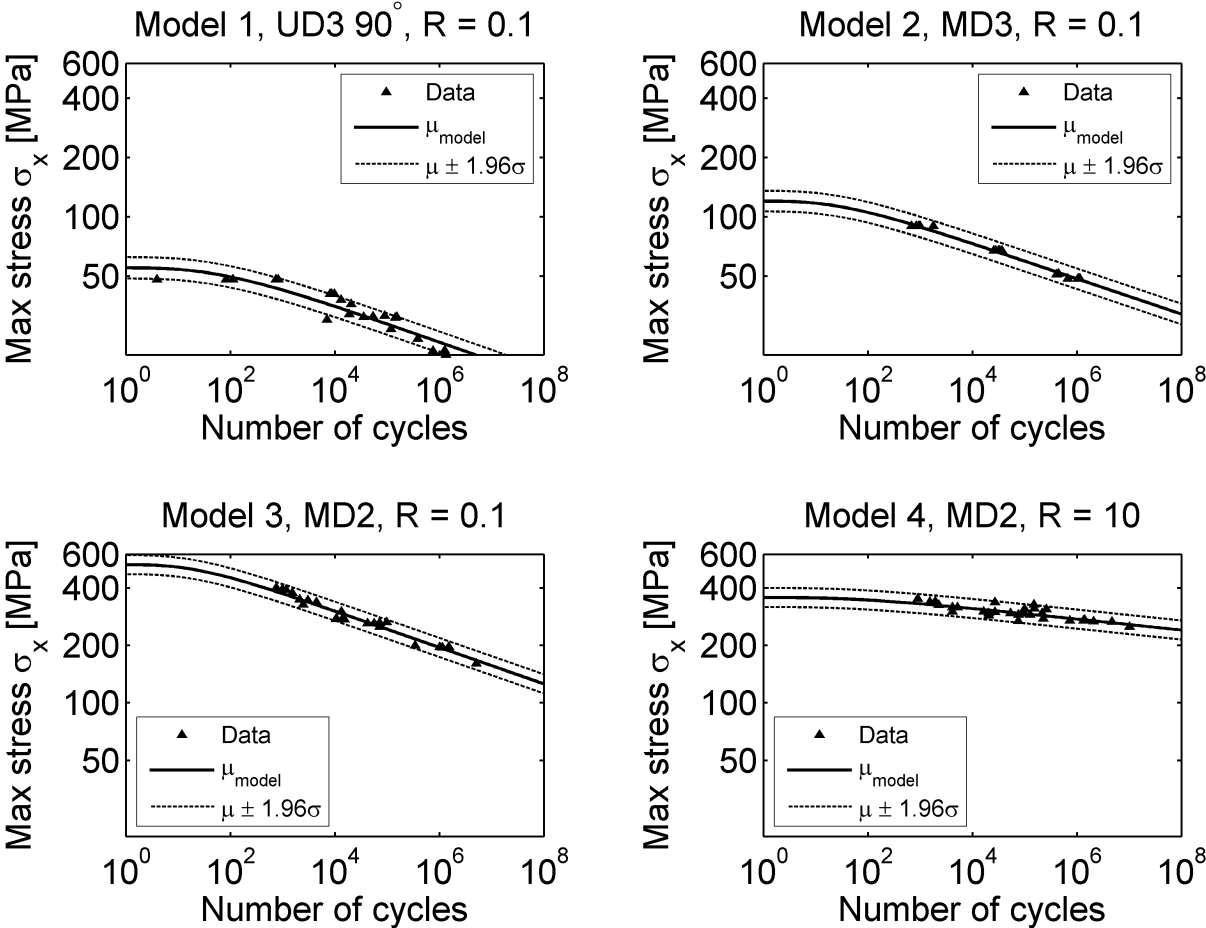 Model 1, UD3 90°, R = 0.1
Max stress σx [MPa]
600
400
200
100
50
Data
μmodel
μ ± 1.96σ
10^0 10^2 10^4 10^6 10^8
Number of cycles
Model 2, MD3, R = 0.1
Max stress σx [MPa]
600
400
200
100
50
Data
μmodel
μ ± 1.96σ
10^0 10^2 10^4 10^6 10^8
Number of cycles
Model 3, MD2, R = 0.1
Max stress σx [MPa]
600
400
200
100
50
Data
μmodel
μ ± 1.96σ
10^0 10^2 10^4 10^6 10^8
Number of cycles
Model 4, MD2, R = 10
Max stress σx [MPa]
600
400
200
100
50
Data
μmodel
μ ± 1.96σ
10^0 10^2 10^4 10^6 10^8
Number of cycles